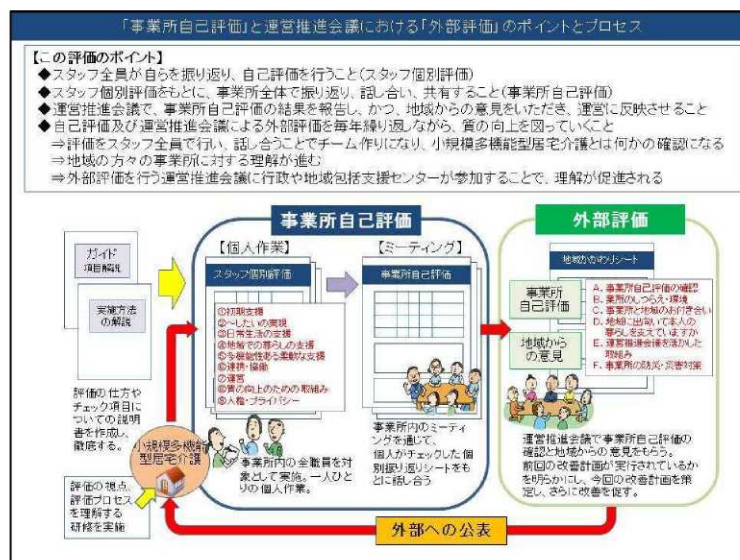 「事業所自己評価」と運営推進会議における「外部評価」のポイントとプロセス
【この評価のポイント】
◆スタッフ全員が自らを振り返り、自己評価を行うこと(スタッフ個別評価)
◆スタッフ個別評価をもとに、事業所全体で振り返り、話し合い、共有すること(事業所自己評価)
◆運営推進会議で、事業所自己評価の結果を報告し、かつ、地域からの意見をいただき、運営に反映させること
◆自己評価及び運営推進会議による外部評価を毎年繰り返しながら、質の向上を図っていくこと
⇒評価をスタッフ全員で行い、話し合うことでチーム作りになり、小規模多機能型居宅介護とは何かの確認になる
⇒地域の方々の事業所に対する理解が進む
⇒外部評価を行う運営推進会議に行政や地域包括支援センターが参加することで、理解が促進される
ガイド
項目解説
実施方法
の解説
評価の仕方や
チェック項目に
ついての説明
書を作成し、
徹底する。
小規模多機能
型居宅介護
評価の視点、
評価プロセス
を理解する
研修を実施
事業所自己評価
【個人作業】
スタッフ個別評価
①初期支援
②~したいの実現
③日常生活の支援
④地域での暮らしの支援
⑤多機能性ある柔軟な支援
⑥連携・協働
⑦運営
⑧質の向上のための取組み
⑨人権・プライバシー
事業所内の全職員を対
象として実施。一人ひ
とりの個人作業。
【ミーティング】
事業所自己評価
事業所内のミーティ
ングを通じて、
個人がチェックした個
別振り返りシートをも
とに話し合う
外部評価
地域かかわりシート
事業所
自己評価
地域から
の意見
A. 事業所自己評価の確認
B. 業所のしつらえ・環境
C. 事業所と地域のお付き合い
D. 地域に出向いて本人の
暮らしを支えていますか
E. 運営推進会議を活かした
取組み
F. 事業所の防災・災害対策
運営推進会議で事業所自己評価の
確認と地域からの意見をもらう。
前回の改善計画が実行されているか
を明らかにし、今回の改善計画を策
定し、さらに改善を促す。
外部への公表